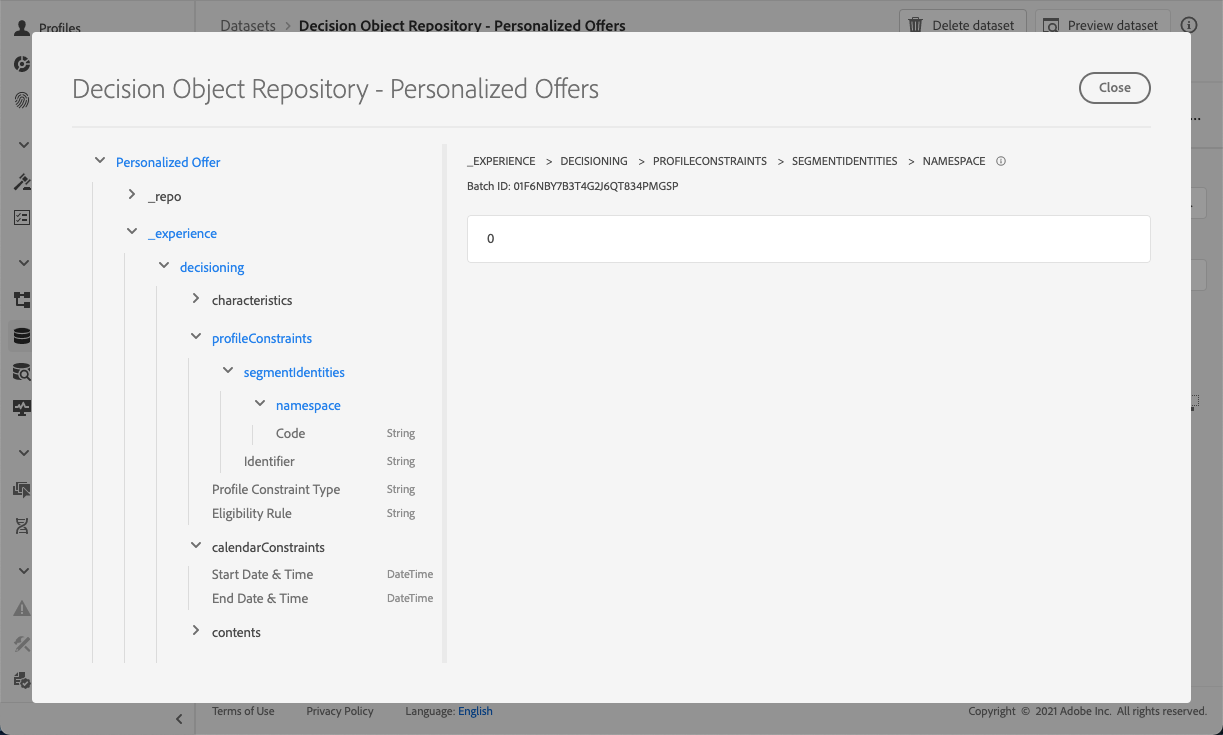 Profiles
Datasets > Decision Object Repository - Personalized Offers
Delete dataset
Preview dataset
Decision Object Repository - Personalized Offers
Close
Personalized Offer
_repo
_experience
decisioning
characteristics
profileConstraints
segmentIdentities
namespace
Code String
Identifier String
Profile Constraint Type String
Eligibility Rule String
calendarConstraints
Start Date & Time DateTime
End Date & Time DateTime
contents
_EXPERIENCE > DECISIONING > PROFILECONSTRAINTS > SEGMENTIDENTITIES > NAMESPACE
Batch ID: 01F6NBY7B3T4G2J6QT834PMGSP
0
Terms of Use Privacy Policy Language: English Copyright © 2021 Adobe Inc. All rights reserved.